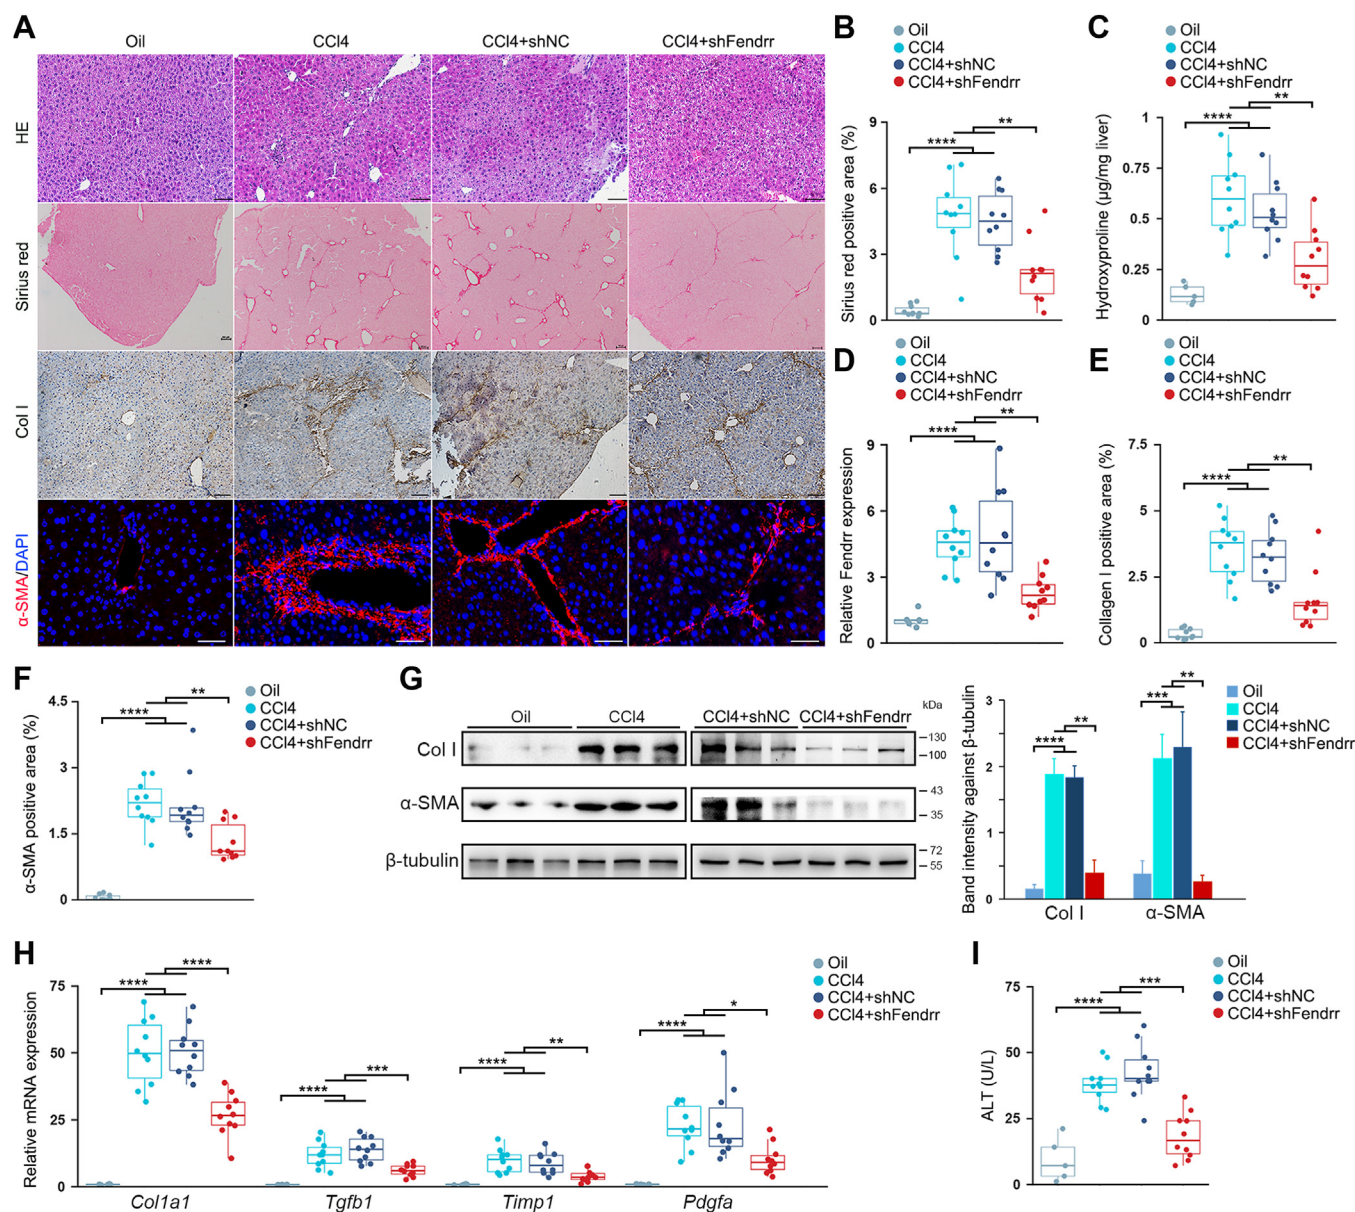 A
Oil
CCl4
CCl4+shNC
CCl4+shFendrr
HE
Sirius red
Col I
α-SMA/DAPI
B
Oil
CCl4
CCl4+shNC
CCl4+shFendrr
Sirius red positive area (%)
9
6
3
0
****
**
C
Oil
CCl4
CCl4+shNC
CCl4+shFendrr
Hydroxyproline (μg/mg liver)
1
0.75
0.5
0.25
0
****
**
D
Oil
CCl4
CCl4+shNC
CCl4+shFendrr
Relative Fendrr expression
9
6
3
0
****
**
E
Oil
CCl4
CCl4+shNC
CCl4+shFendrr
Collagen I positive area (%)
7.5
5
2.5
0
****
**
F
Oil
CCl4
CCl4+shNC
CCl4+shFendrr
α-SMA positive area (%)
4.5
3
1.5
0
****
**
G
Oil
CCl4
CCl4+shNC
CCl4+shFendrr
kDa
Col I
130
100
α-SMA
43
35
β-tubulin
72
55
Band intensity against β-tubulin
3
2
1
0
****
**
***
**
Col I
α-SMA
Oil
CCl4
CCl4+shNC
CCl4+shFendrr
H
Oil
CCl4
CCl4+shNC
CCl4+shFendrr
Relative mRNA expression
75
50
25
0
****
****
****
***
****
**
****
*
Col1a1
Tgfb1
Timp1
Pdgfa
I
Oil
CCl4
CCl4+shNC
CCl4+shFendrr
ALT (U/L)
75
50
25
0
****
***